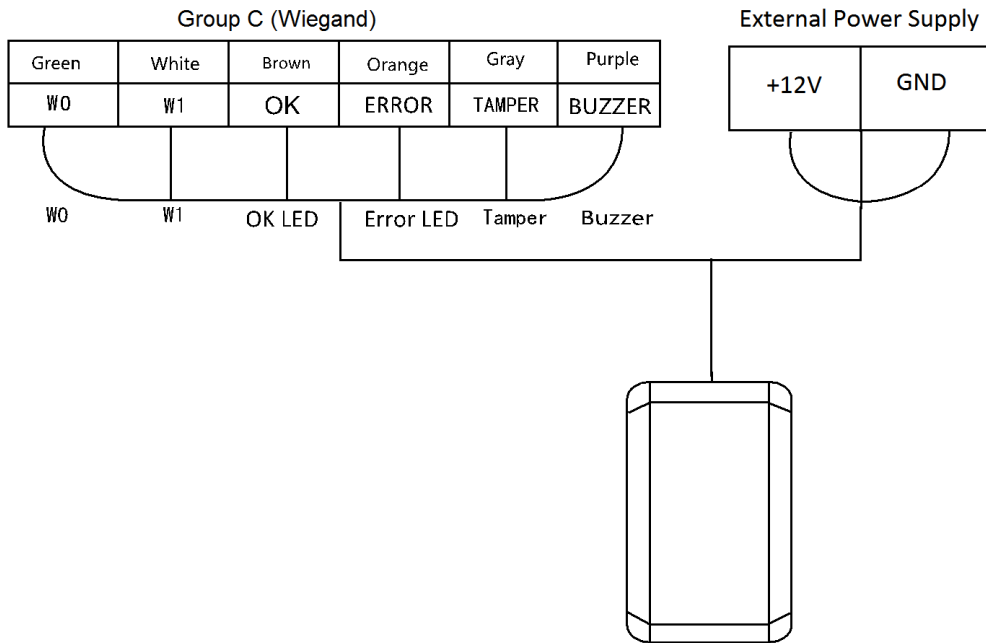 Group C (Wiegand)
External Power Supply
Green White Brown Orange Gray Purple
W0 W1 OK ERROR TAMPER BUZZER
+12V GND
W0 W1 OK LED Error LED Tamper Buzzer